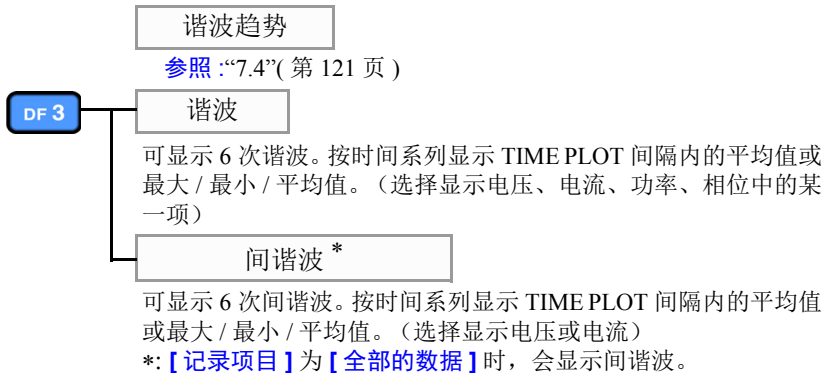 谐波趋势
参照 :“7.4”( 第 121 页 )
DF 3
谐波
可显示 6 次谐波。按时间系列显示 TIME PLOT 间隔内的平均值或
最大 / 最小 / 平均值。（选择显示电压、电流、功率、相位中的某
一项）
间谐波 *
可显示 6 次间谐波。按时间系列显示 TIME PLOT 间隔内的平均值
或最大 / 最小 / 平均值。（选择显示电压或电流）
*: [ 记录项目 ] 为 [ 全部的数据 ] 时，会显示间谐波。